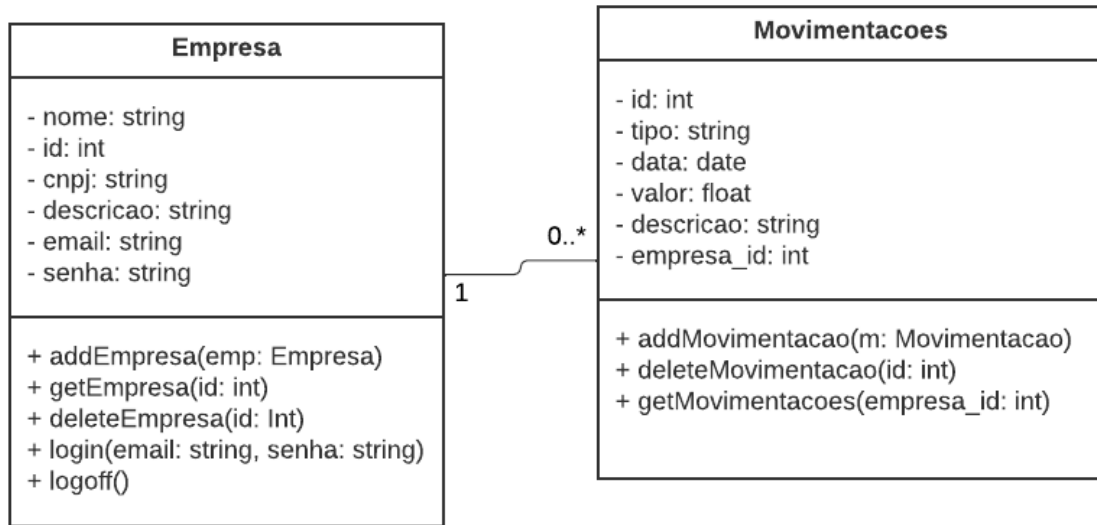 Empresa
- nome: string
- id: int
- cnpj: string
- descricao: string
- email: string
- senha: string
+ addEmpresa(emp: Empresa)
+ getEmpresa(id: int)
+ deleteEmpresa(id: Int)
+ login(email: string, senha: string)
+ logoff()
1
0..*
Movimentacoes
- id: int
- tipo: string
- data: date
- valor: float
- descricao: string
- empresa_id: int
+ addMovimentacao(m: Movimentacao)
+ deleteMovimentacao(id: int)
+ getMovimentacoes(empresa_id: int)